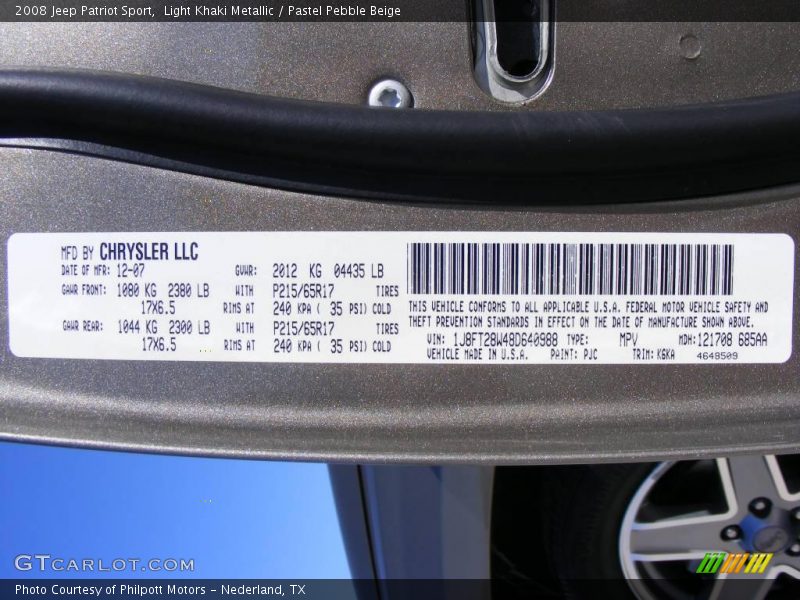 2008 Jeep Patriot Sport, Light Khaki Metallic / Pastel Pebble Beige
MFD BY CHRYSLER LLC
DATE OF MFR: 12-07 GVWR: 2012 KG 04435 LB
GAWR FRONT: 1080 KG 2380 LB WITH P215/65R17 TIRES
17X6.5 RIMS AT 240 KPA ( 35 PSI) COLD
GAWR REAR: 1044 KG 2300 LB WITH P215/65R17 TIRES
17X6.5 RIMS AT 240 KPA ( 35 PSI) COLD
THIS VEHICLE CONFORMS TO ALL APPLICABLE U.S.A. FEDERAL MOTOR VEHICLE SAFETY AND
THEFT PREVENTION STANDARDS IN EFFECT ON THE DATE OF MANUFACTURE SHOWN ABOVE.
VIN: 1J8FT28W48D640988 TYPE: MPV MDH: 121708 685AA
VEHICLE MADE IN U.S.A. PAINT: PJC TRIM: K6KA 4648509
GTCARLOT.COM
Photo Courtesy of Philpott Motors - Nederland, TX